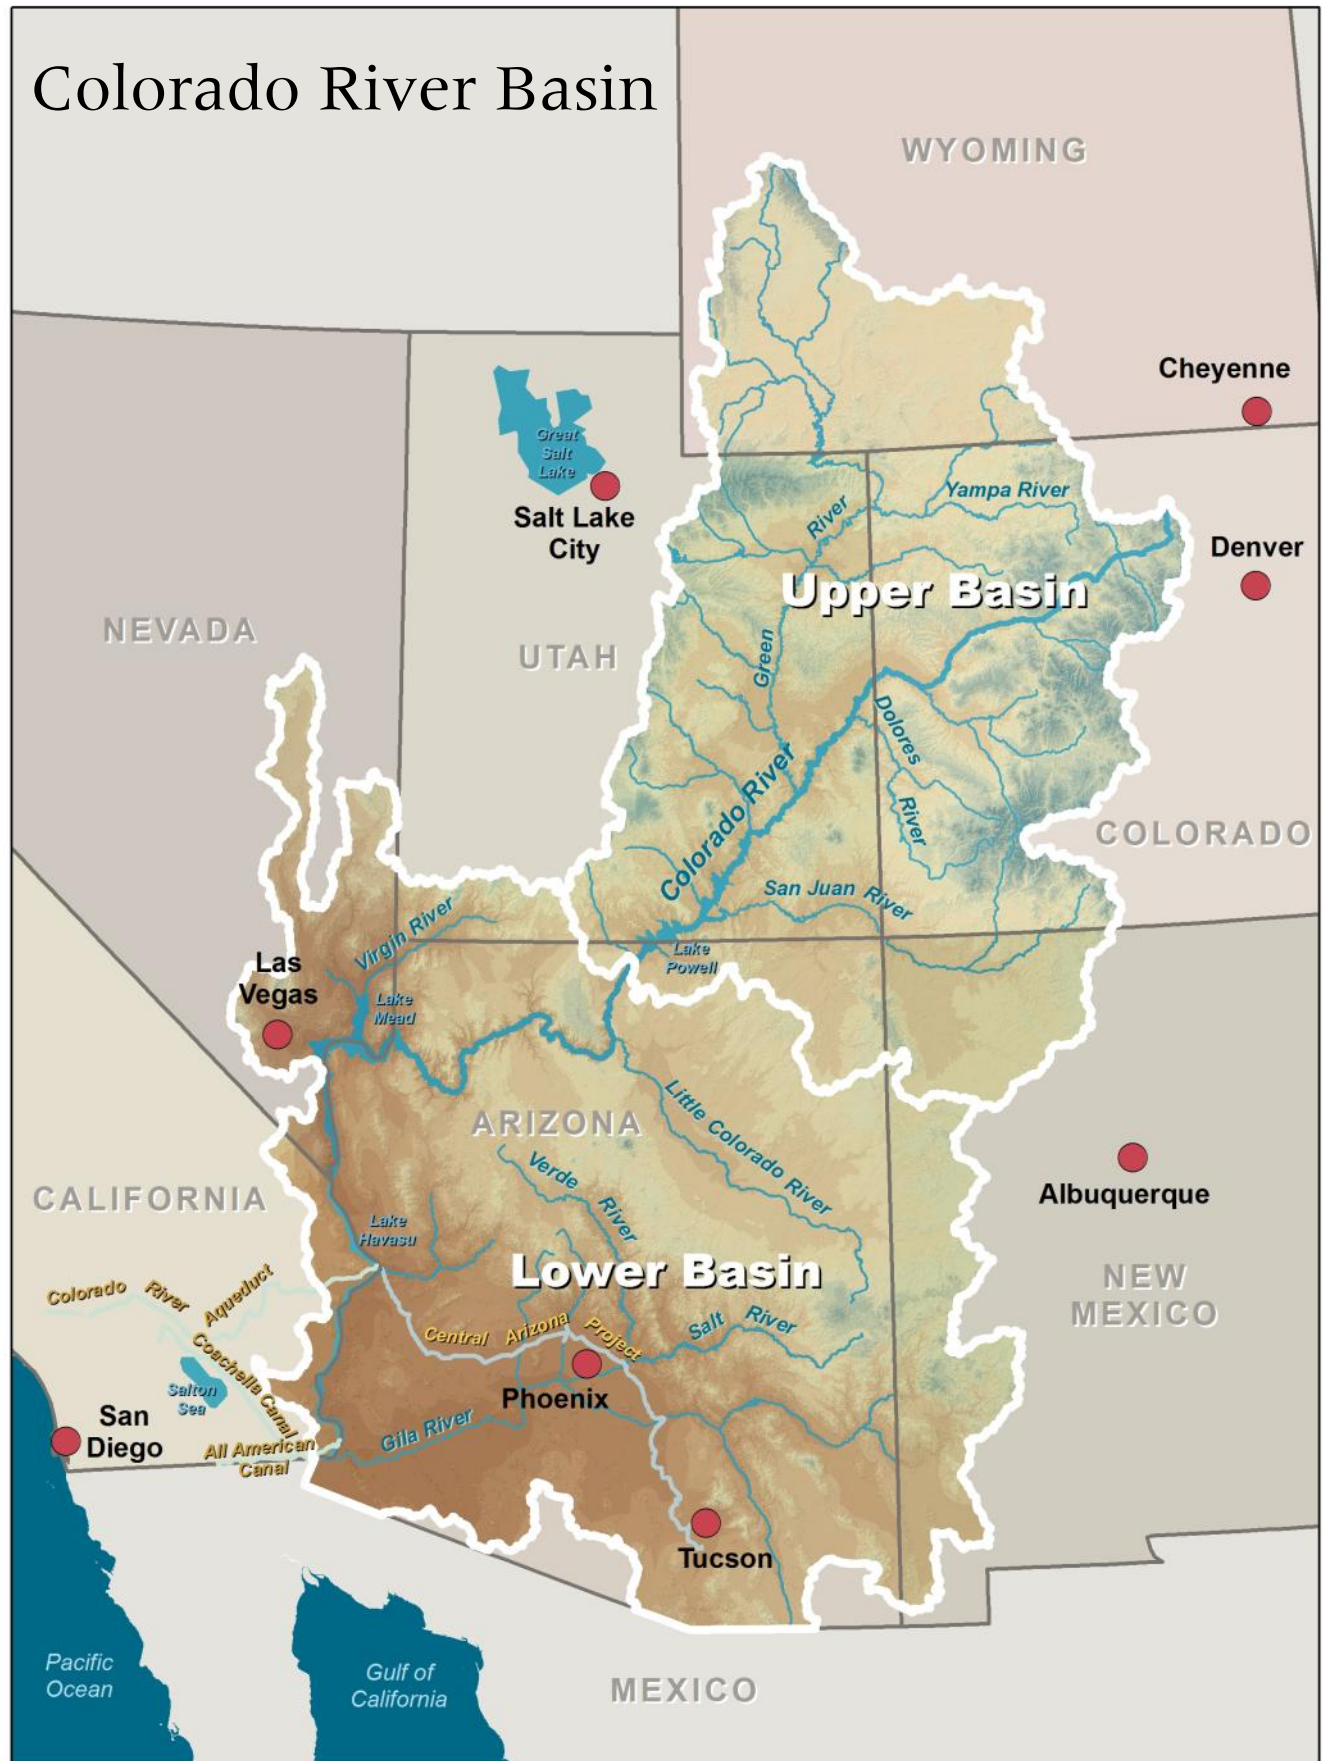 Colorado River Basin
WYOMING
Cheyenne
Great
Salt
Lake
Salt Lake
City
Yampa River
River
Denver
Upper Basin
NEVADA
UTAH
Green
Dolores
River
Colorado River
COLORADO
San Juan River
Virgin River
Lake
Powell
Las
Vegas
Lake
Mead
ARIZONA
Little Colorado River
Verde
River
Albuquerque
CALIFORNIA
Lake
Havasu
Lower Basin
NEW
MEXICO
Colorado River Aqueduct
Coachella Canal
Central Arizona Project
Salt River
Salton
Sea
Phoenix
San
Diego
All American
Canal
Gila River
Tucson
Pacific
Ocean
Gulf of
California
MEXICO